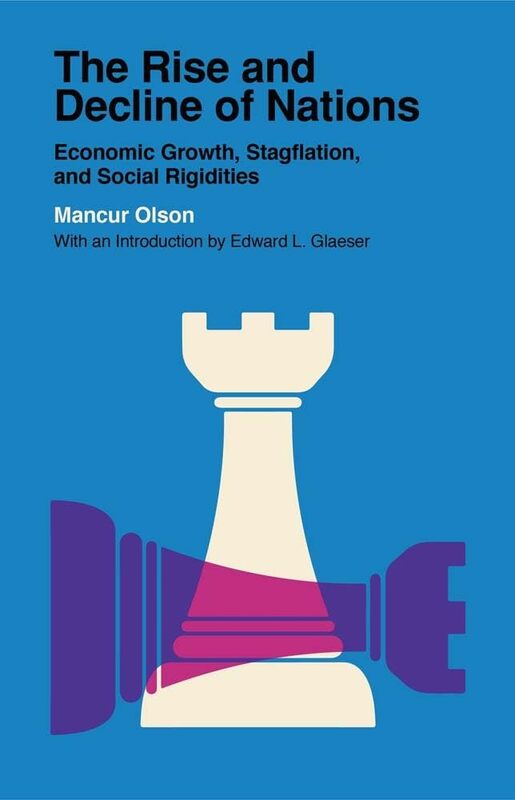 The Rise and
Decline of Nations
Economic Growth, Stagflation,
and Social Rigidities
Mancur Olson
With an Introduction by Edward L. Glaeser